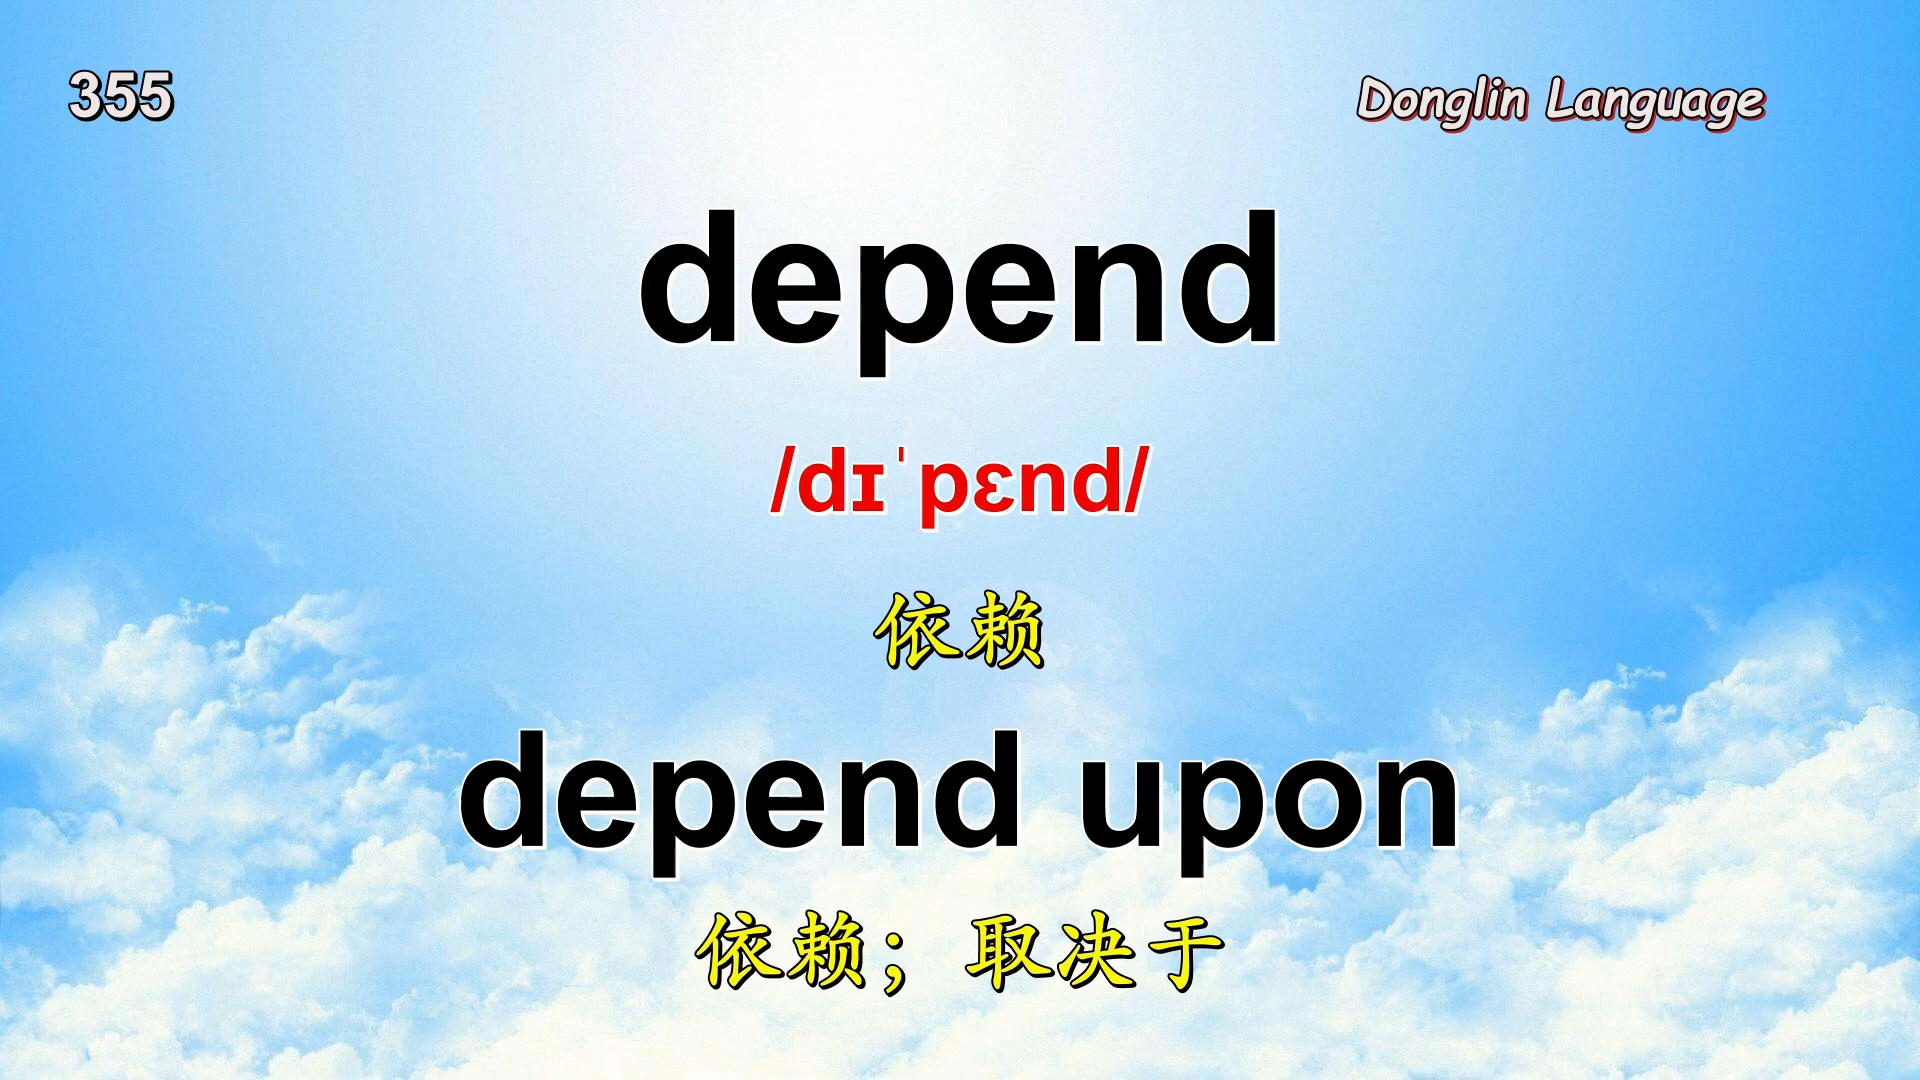 355
Donglin Language
depend
/dɪˈpɛnd/
依赖
depend upon
依赖；取决于